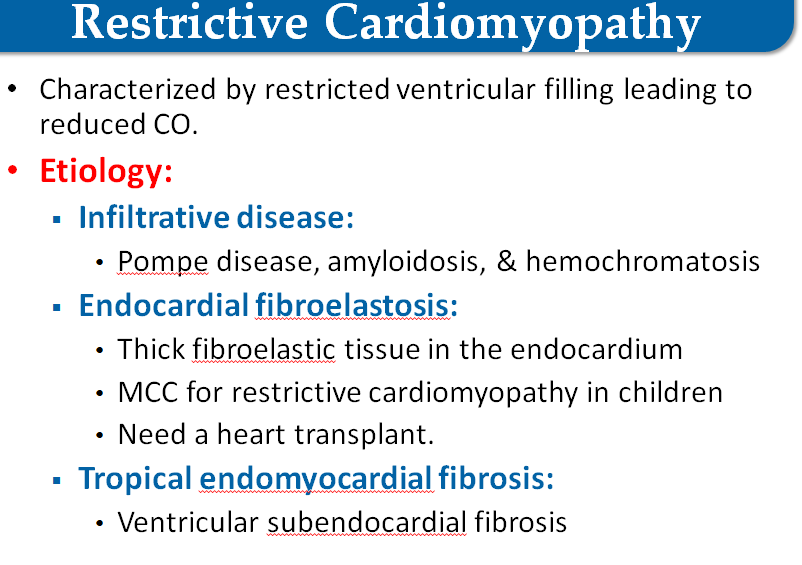 Restrictive Cardiomyopathy
• Characterized by restricted ventricular filling leading to
reduced CO.
• Etiology:
▪ Infiltrative disease:
• Pompe disease, amyloidosis, & hemochromatosis
▪ Endocardial fibroelastosis:
• Thick fibroelastic tissue in the endocardium
• MCC for restrictive cardiomyopathy in children
• Need a heart transplant.
▪ Tropical endomyocardial fibrosis:
• Ventricular subendocardial fibrosis